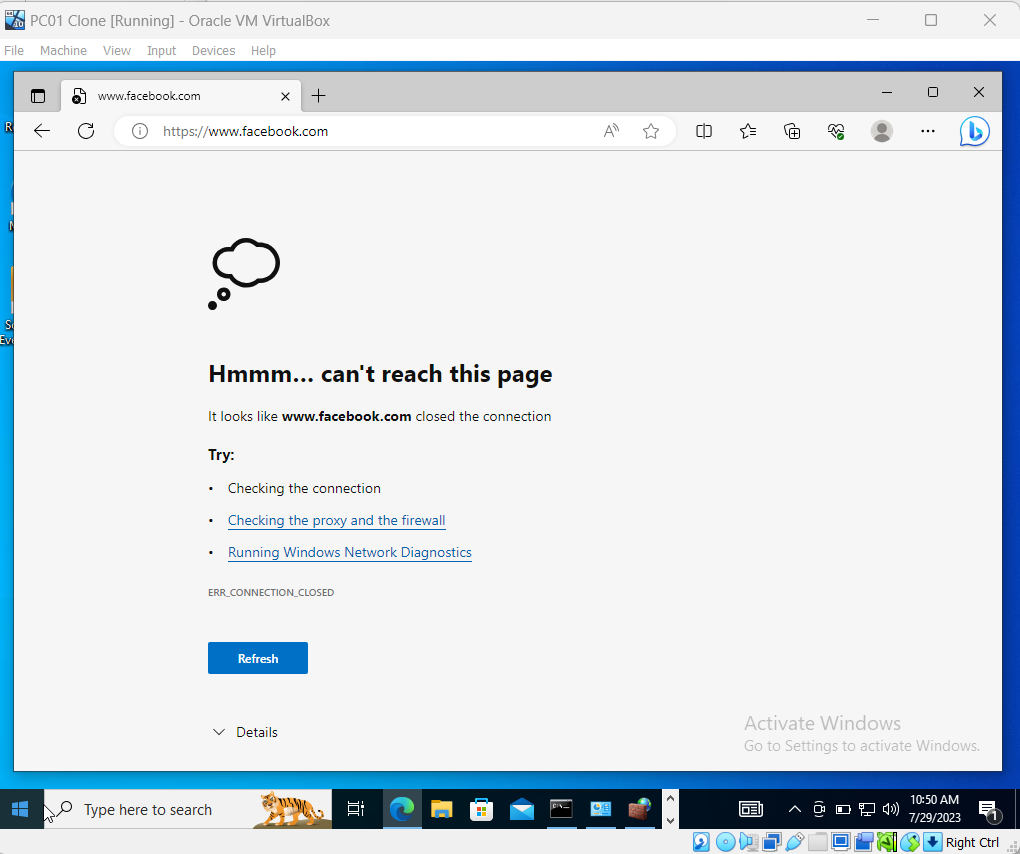 PC01 Clone [Running] - Oracle VM VirtualBox
File Machine View Input Devices Help
www.facebook.com
https://www.facebook.com
Hmmm... can't reach this page
It looks like www.facebook.com closed the connection
Try:
• Checking the connection
• Checking the proxy and the firewall
• Running Windows Network Diagnostics
ERR_CONNECTION_CLOSED
Refresh
Details
Activate Windows
Go to Settings to activate Windows.
Type here to search
10:50 AM
7/29/2023
1
Right Ctrl